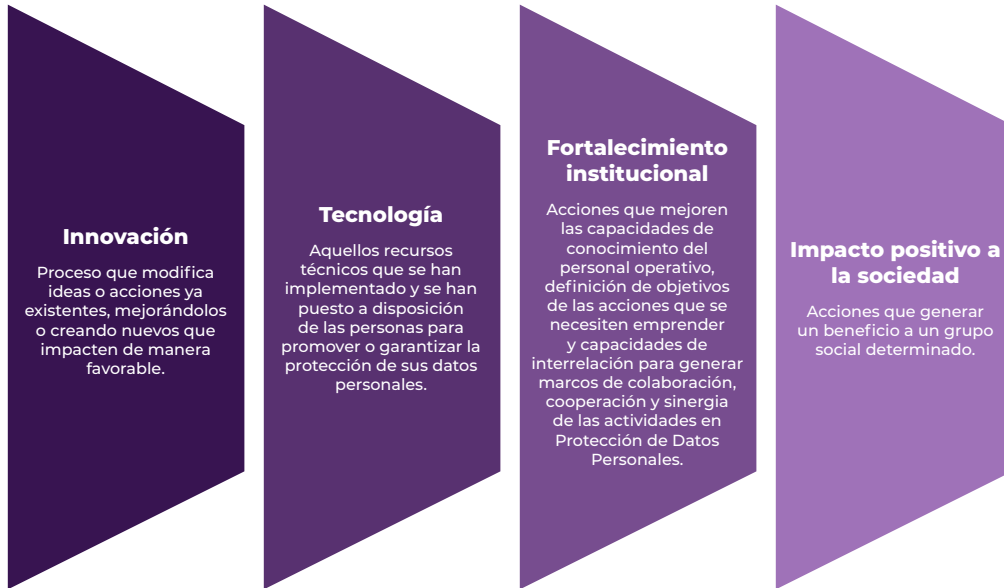 Innovación
Proceso que modifica
ideas o acciones ya
existentes, mejorándolos
o creando nuevos que
impacten de manera
favorable.
Tecnología
Aquellos recursos
técnicos que se han
implementado y se han
puesto a disposición
de las personas para
promover o garantizar la
protección de sus datos
personales.
Fortalecimiento
institucional
Acciones que mejoren
las capacidades de
conocimiento del
personal operativo,
definición de objetivos
de las acciones que se
necesiten emprender
y capacidades de
interrelación para generar
marcos de colaboración,
cooperación y sinergia
de las actividades en
Protección de Datos
Personales.
Impacto positivo a
la sociedad
Acciones que generar
un beneficio a un grupo
social determinado.